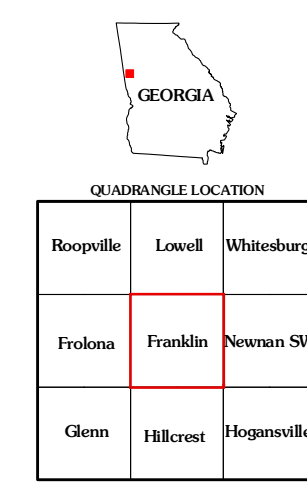 GEORGIA
QUADRANGLE LOCATION
Roopville Lowell Whitesburg
Frolona Franklin Newnan SW
Glenn Hillcrest Hogansville